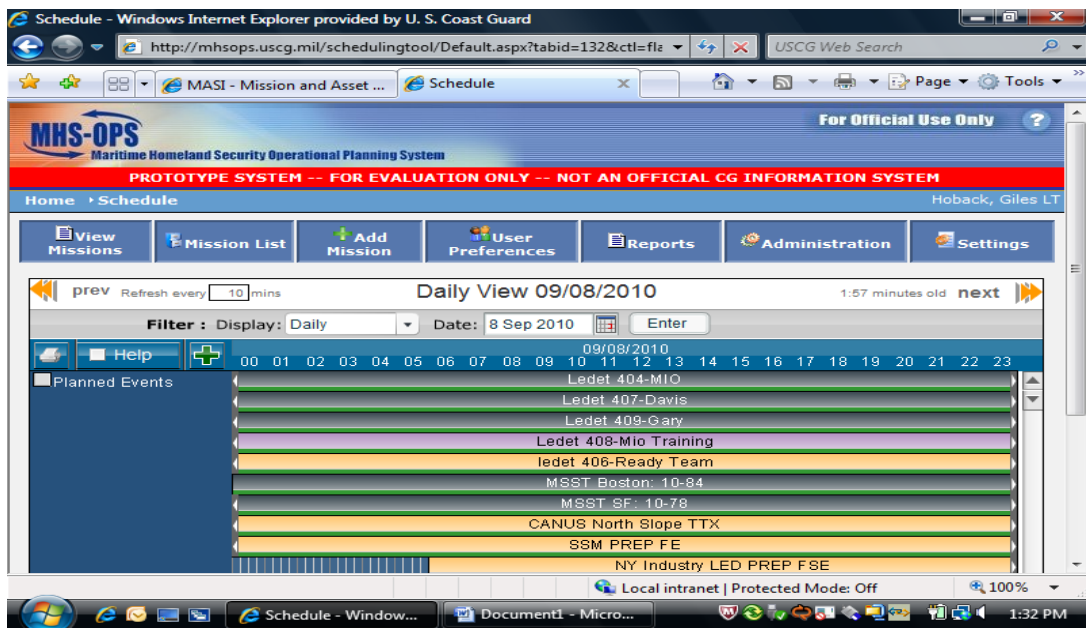 Schedule - Windows Internet Explorer provided by U. S. Coast Guard
http://mhsops.uscg.mil/schedulingtool/Default.aspx?tabid=132&ctl=fla
USCG Web Search
MASI - Mission and Asset ...
Schedule
Page
Tools
MHS-OPS
For Official Use Only
?
Maritime Homeland Security Operational Planning System
PROTOTYPE SYSTEM -- FOR EVALUATION ONLY -- NOT AN OFFICIAL CG INFORMATION SYSTEM
Home
Schedule
Hoback, Giles LT
View Missions
Mission List
Add Mission
User Preferences
Reports
Administration
Settings
prev Refresh every 10 mins
Daily View 09/08/2010
1:57 minutes old next
Filter : Display: Daily
Date: 8 Sep 2010
Enter
09/08/2010
Help
00 01 02 03 04 05 06 07 08 09 10 11 12 13 14 15 16 17 18 19 20 21 22 23
Planned Events
Ledet 404-MIO
Ledet 407-Davis
Ledet 409-Gary
Ledet 408-Mio Training
ledet 406-Ready Team
MSST Boston: 10-84
MSST SF: 10-78
CANUS North Slope TTX
SSM PREP FE
NY Industry LED PREP FSE
Local intranet | Protected Mode: Off
100%
Schedule - Window...
Document1 - Micro...
1:32 PM